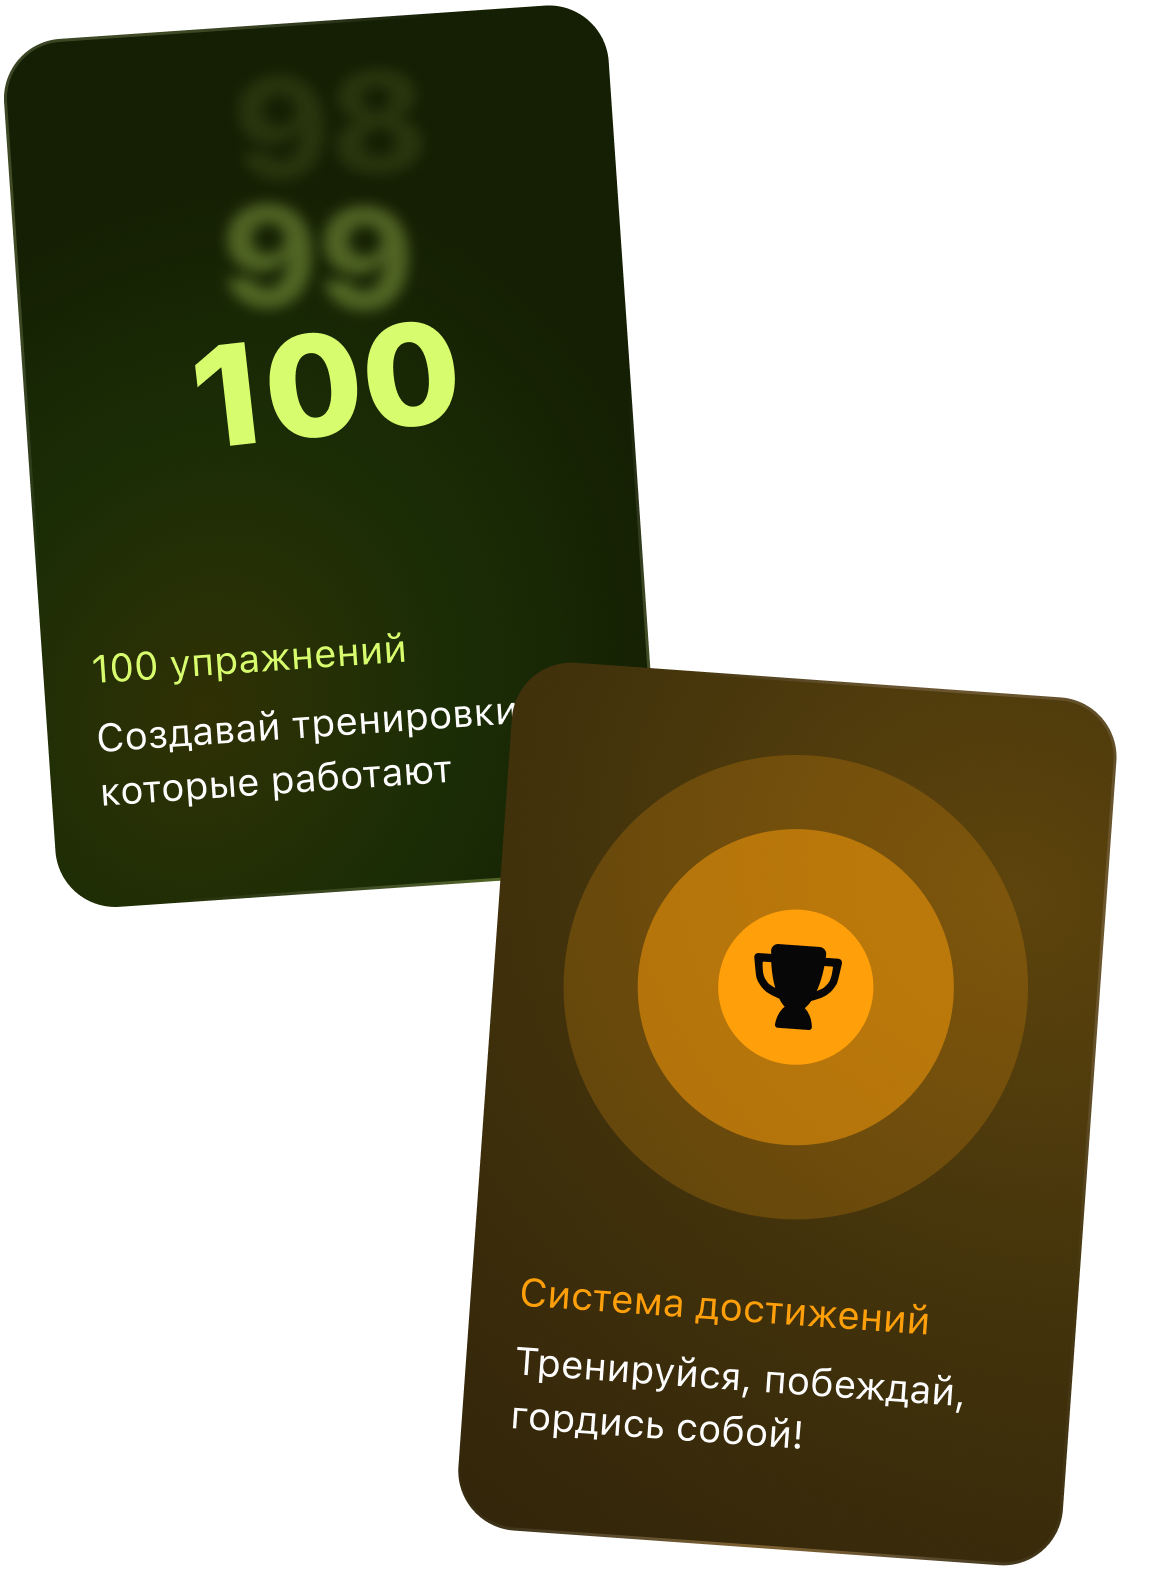 98
99
100
100 упражнений
Создавай тренировки
которые работают
Система достижений
Тренируйся, побеждай,
гордись собой!